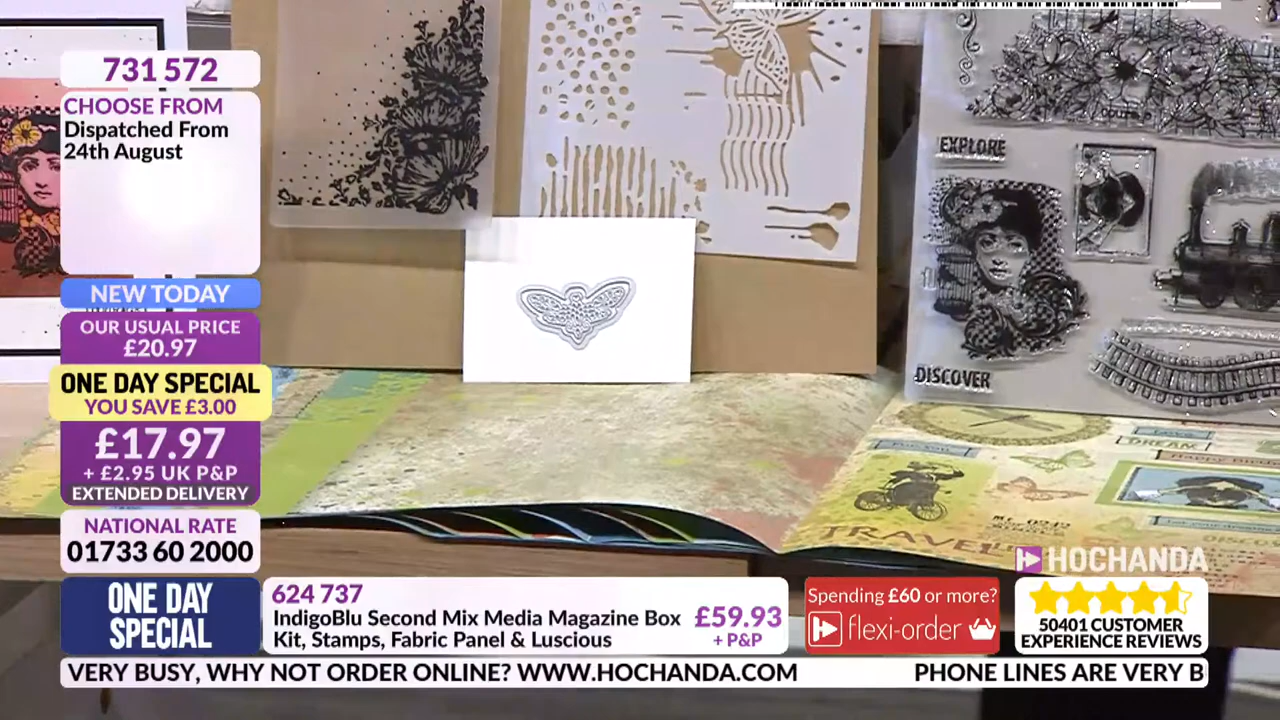 731 572
CHOOSE FROM
Dispatched From
24th August
NEW TODAY
OUR USUAL PRICE
£20.97
ONE DAY SPECIAL
YOU SAVE £3.00
£17.97
+ £2.95 UK P&P
EXTENDED DELIVERY
NATIONAL RATE
01733 60 2000
EXPLORE
DISCOVER
DREAM
TRAVEL
HOCHANDA
ONE DAY
SPECIAL
624 737
IndigoBlu Second Mix Media Magazine Box
Kit, Stamps, Fabric Panel & Luscious
£59.93
+ P&P
Spending £60 or more?
flexi-order
50401 CUSTOMER
EXPERIENCE REVIEWS
VERY BUSY, WHY NOT ORDER ONLINE? WWW.HOCHANDA.COM
PHONE LINES ARE VERY B